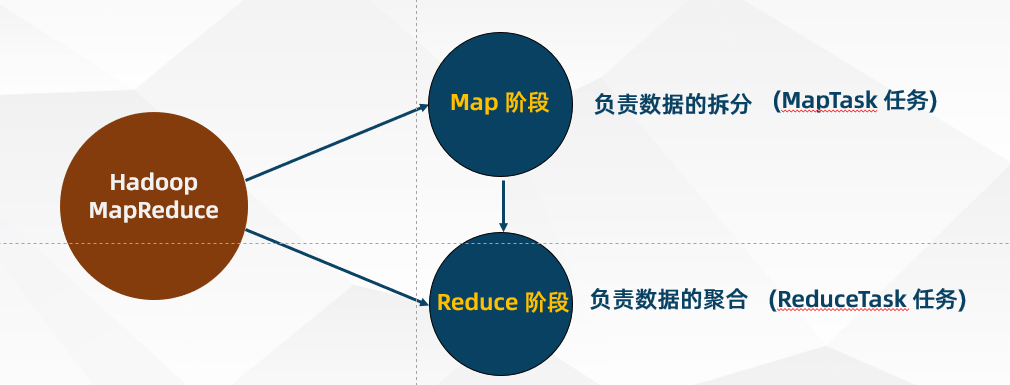 Hadoop
MapReduce
Map 阶段
负责数据的拆分 (MapTask 任务)
Reduce 阶段
负责数据的聚合 (ReduceTask 任务)